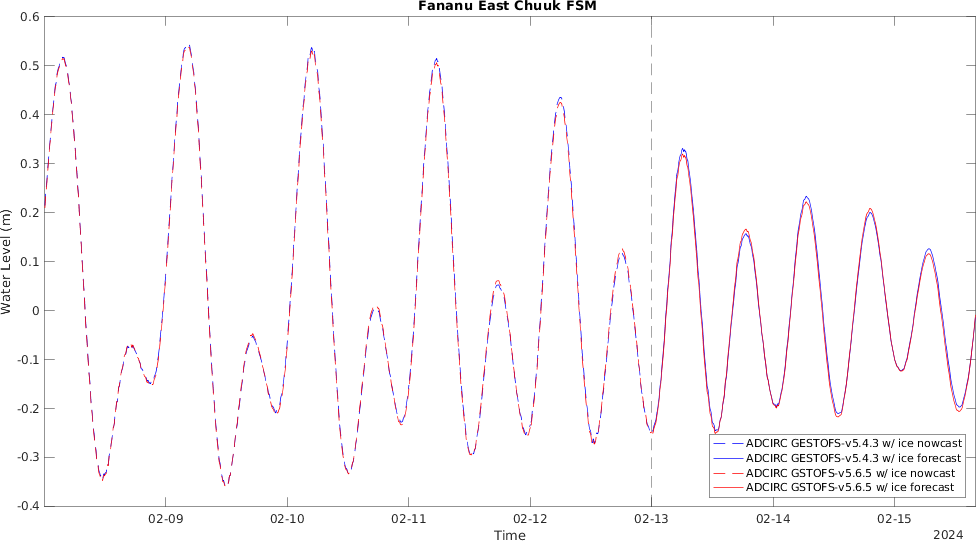 Fananu East Chuuk FSM
Water Level (m)
0.6
0.5
0.4
0.3
0.2
0.1
0
-0.1
-0.2
-0.3
-0.4
ADCIRC GESTOFS-v5.4.3 w/ ice nowcast
ADCIRC GESTOFS-v5.4.3 w/ ice forecast
ADCIRC GSTOFS-v5.6.5 w/ ice nowcast
ADCIRC GSTOFS-v5.6.5 w/ ice forecast
02-09 02-10 02-11 02-12 02-13 02-14 02-15
Time
2024